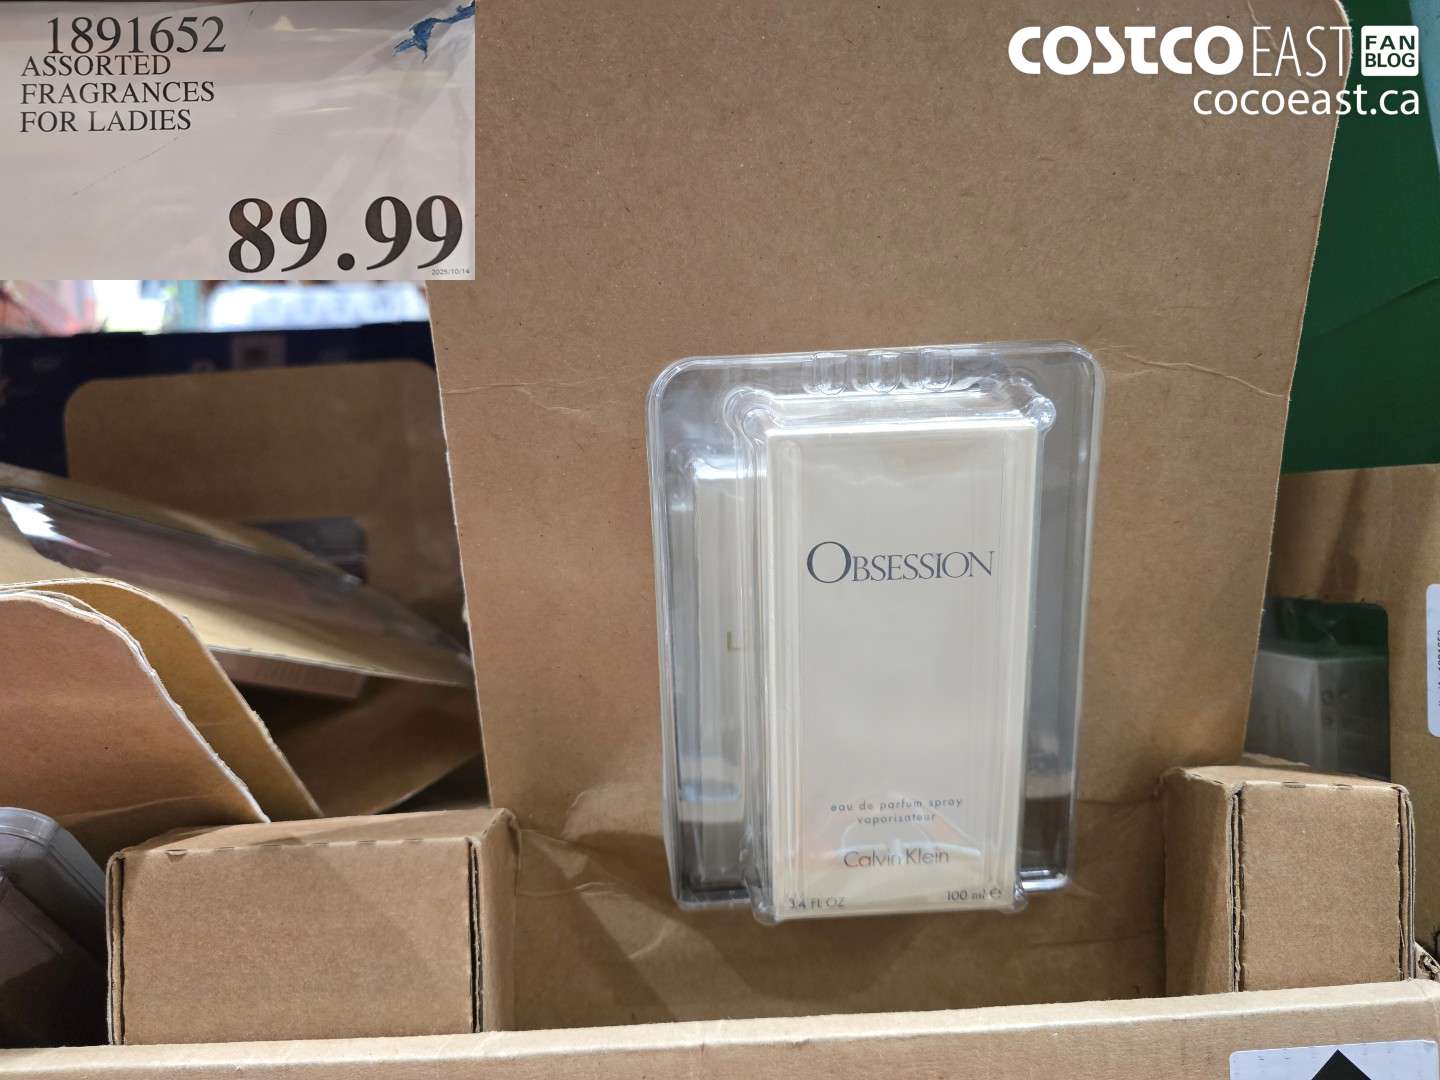 1891652
ASSORTED
FRAGRANCES
FOR LADIES
89.99
2025/10/14
COSTCO EAST FAN BLOG
cocoeast.ca
OBSESSION
eau de parfum spray
vaporisateur
Calvin Klein
3.4 FL OZ 100 ml ℮